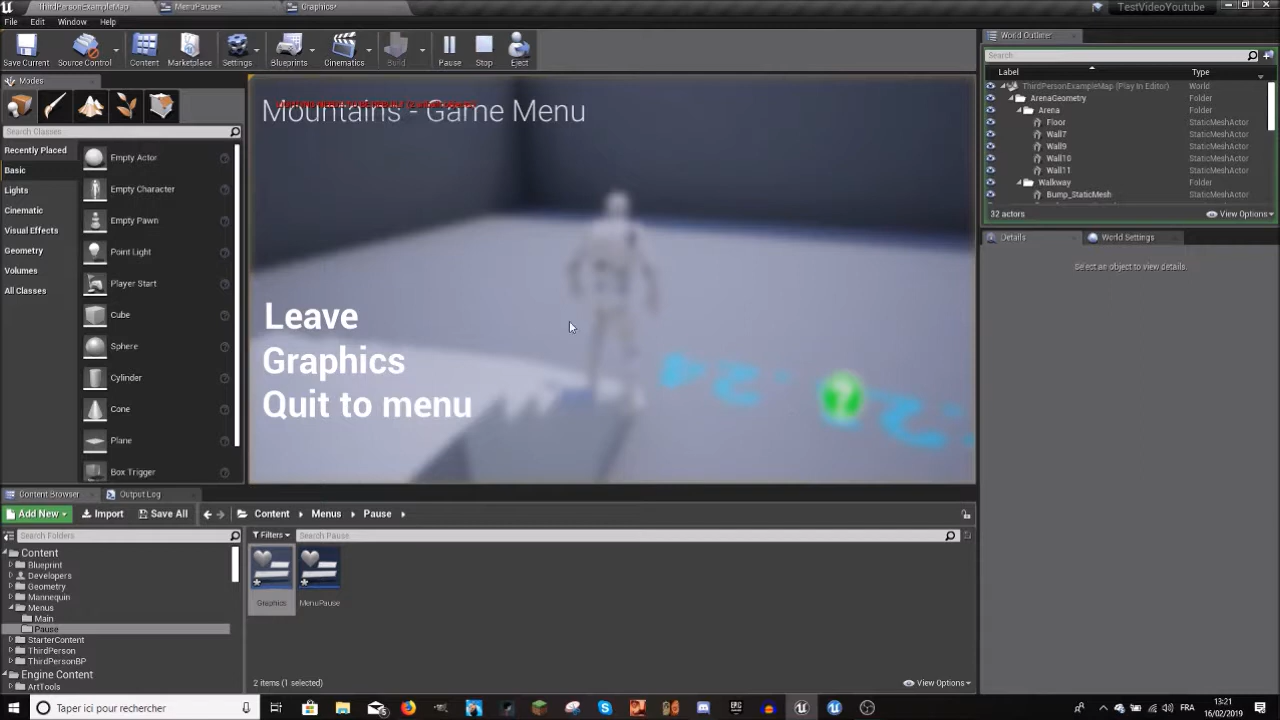 ThirdPersonExampleMap
MenuPause*
Graphics*
TestVideoYoutube
File Edit Window Help
Save Current
Source Control
Content
Marketplace
Settings
Blueprints
Cinematics
Build
Pause
Stop
Eject
World Outliner
Search
Label Type
ThirdPersonExampleMap (Play In Editor) World
ArenaGeometry Folder
Arena Folder
Floor StaticMeshActor
Wall7 StaticMeshActor
Wall9 StaticMeshActor
Wall10 StaticMeshActor
Wall11 StaticMeshActor
Walkway Folder
Bump_StaticMesh StaticMeshActor
32 actors View Options
Details
World Settings
Select an object to view details.
Modes
Search Classes
Recently Placed
Basic
Lights
Cinematic
Visual Effects
Geometry
Volumes
All Classes
Empty Actor
Empty Character
Empty Pawn
Point Light
Player Start
Cube
Sphere
Cylinder
Cone
Plane
Box Trigger
Mountains - Game Menu
Leave
Graphics
Quit to menu
Content Browser
Output Log
Add New Import Save All Content Menus Pause
Search Folders
Filters Search Pause
Content
Blueprint
Developers
Geometry
Mannequin
Menus
Main
Pause
StarterContent
ThirdPerson
ThirdPersonBP
Engine Content
ArtTools
Graphics
MenuPause
2 items (1 selected) View Options
Taper ici pour rechercher
FRA
13:21
16/02/2019